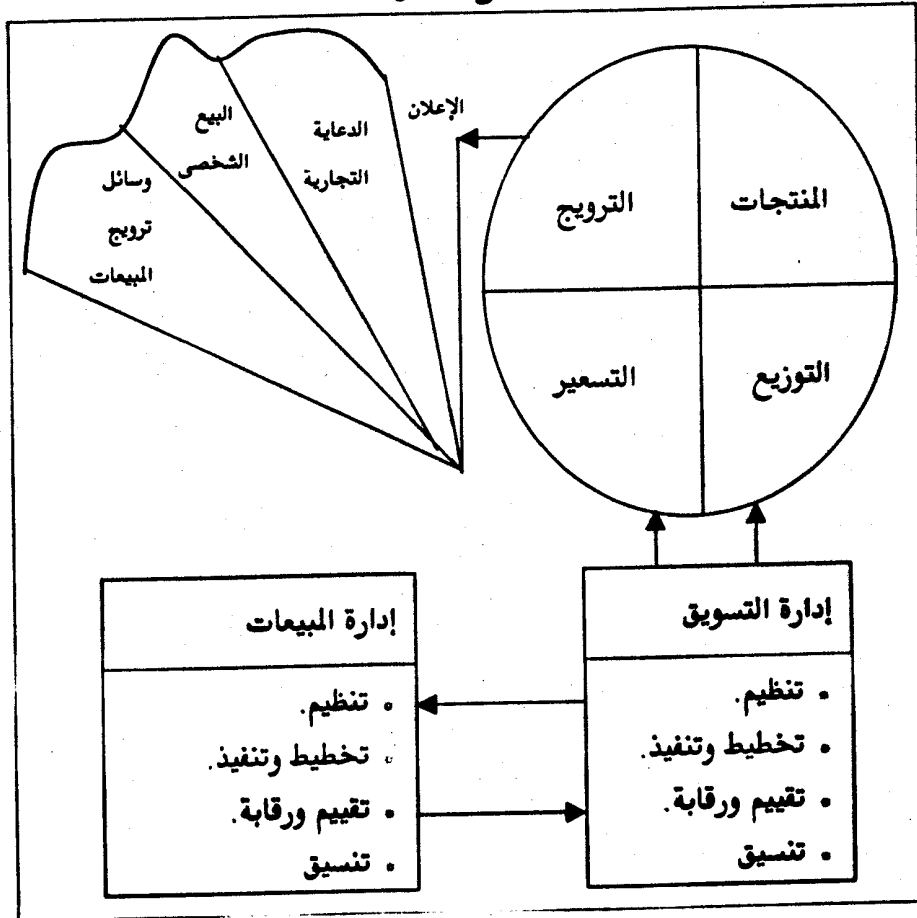 المنتجات
الترويج
التوزيع
التسعير
الإعلان
الدعاية
التجارية
البيع
الشخصى
وسائل
ترويج
المبيعات
إدارة التسويق
• تنظيم.
• تخطيط وتنفيذ.
• تقييم ورقابة.
• تنسيق
إدارة المبيعات
• تنظيم.
• تخطيط وتنفيذ.
• تقييم ورقابة.
• تنسيق